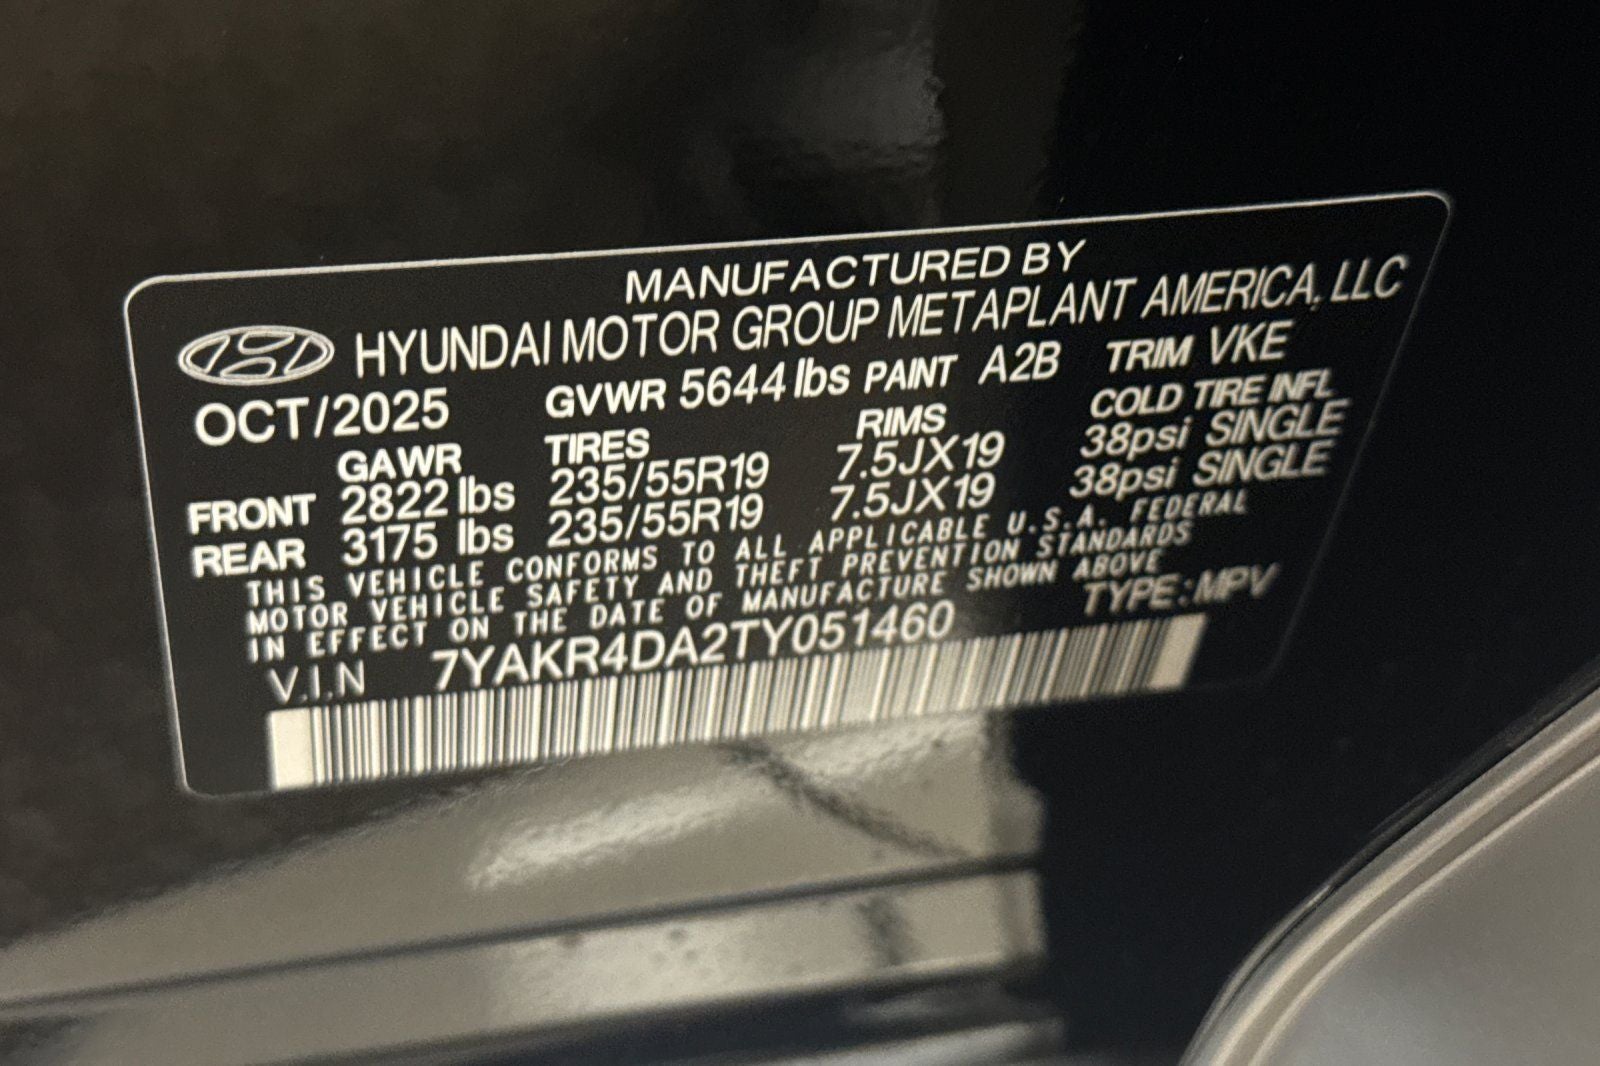 MANUFACTURED BY
HYUNDAI MOTOR GROUP METAPLANT AMERICA, LLC
OCT/2025 GVWR 5644 lbs PAINT A2B TRIM VKE
GAWR TIRES RIMS COLD TIRE INFL
FRONT 2822 lbs 235/55R19 7.5JX19 38psi SINGLE
REAR 3175 lbs 235/55R19 7.5JX19 38psi SINGLE
THIS VEHICLE CONFORMS TO ALL APPLICABLE U.S.A. FEDERAL
MOTOR VEHICLE SAFETY AND THEFT PREVENTION STANDARDS
IN EFFECT ON THE DATE OF MANUFACTURE SHOWN ABOVE
V.I.N 7YAKR4DA2TY051460 TYPE:MPV